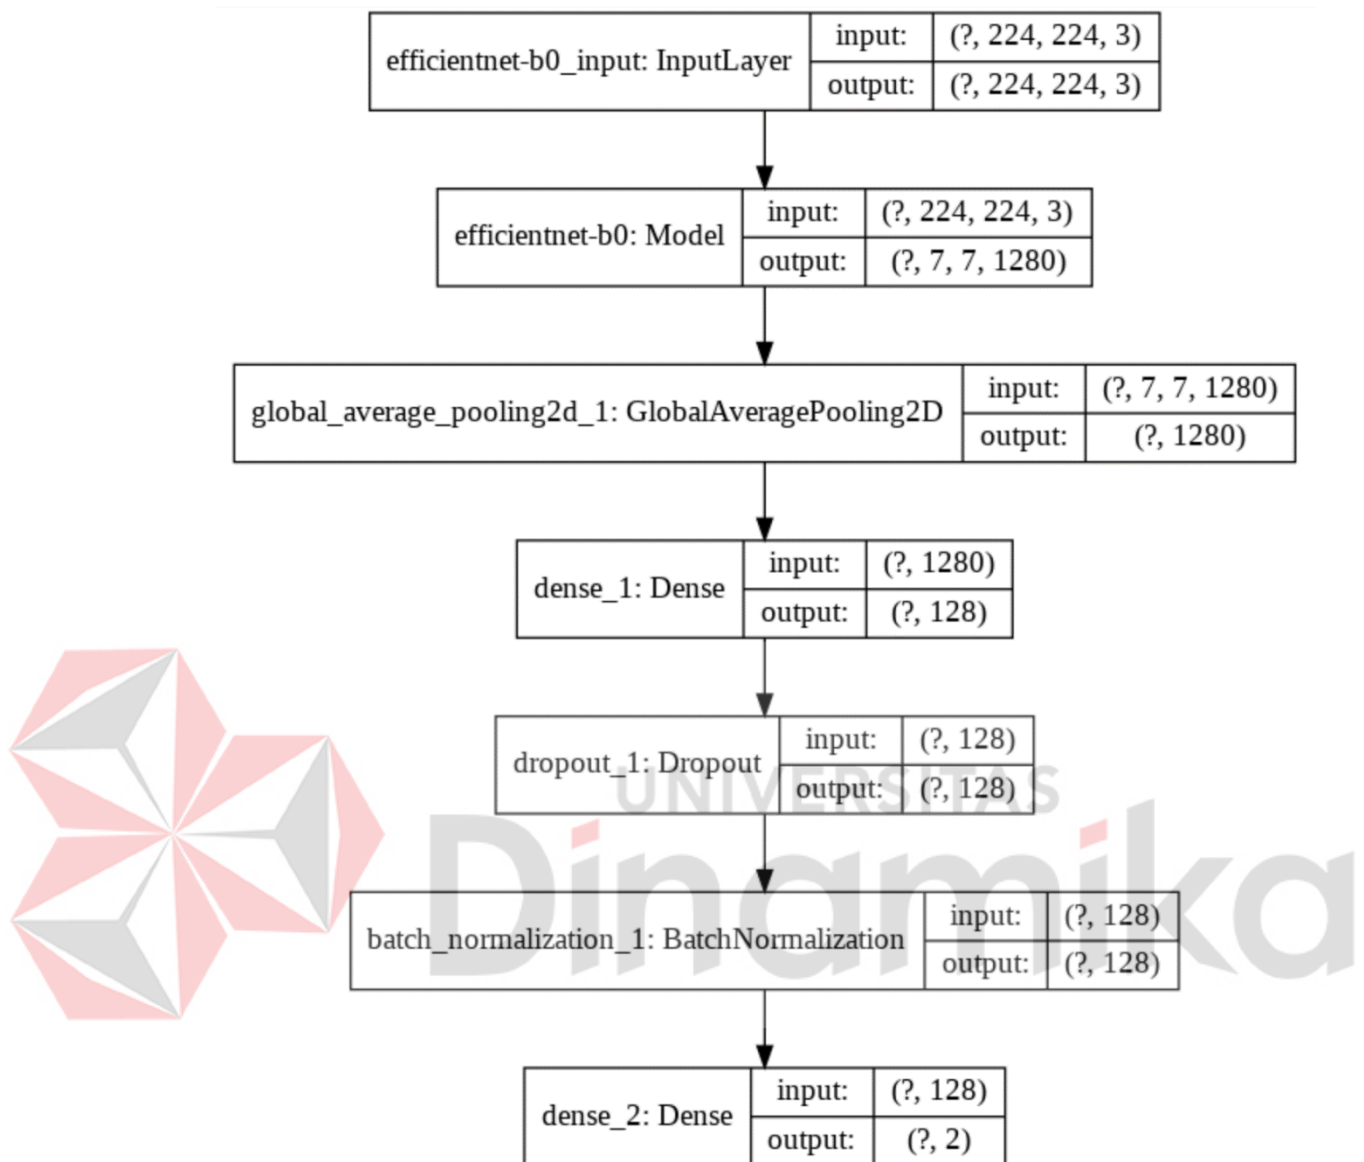 efficientnet-b0_input: InputLayer
input: (?, 224, 224, 3)
output: (?, 224, 224, 3)
efficientnet-b0: Model
input: (?, 224, 224, 3)
output: (?, 7, 7, 1280)
global_average_pooling2d_1: GlobalAveragePooling2D
input: (?, 7, 7, 1280)
output: (?, 1280)
dense_1: Dense
input: (?, 1280)
output: (?, 128)
dropout_1: Dropout
input: (?, 128)
output: (?, 128)
UNIVERSITAS
Dinamika
batch_normalization_1: BatchNormalization
input: (?, 128)
output: (?, 128)
dense_2: Dense
input: (?, 128)
output: (?, 2)